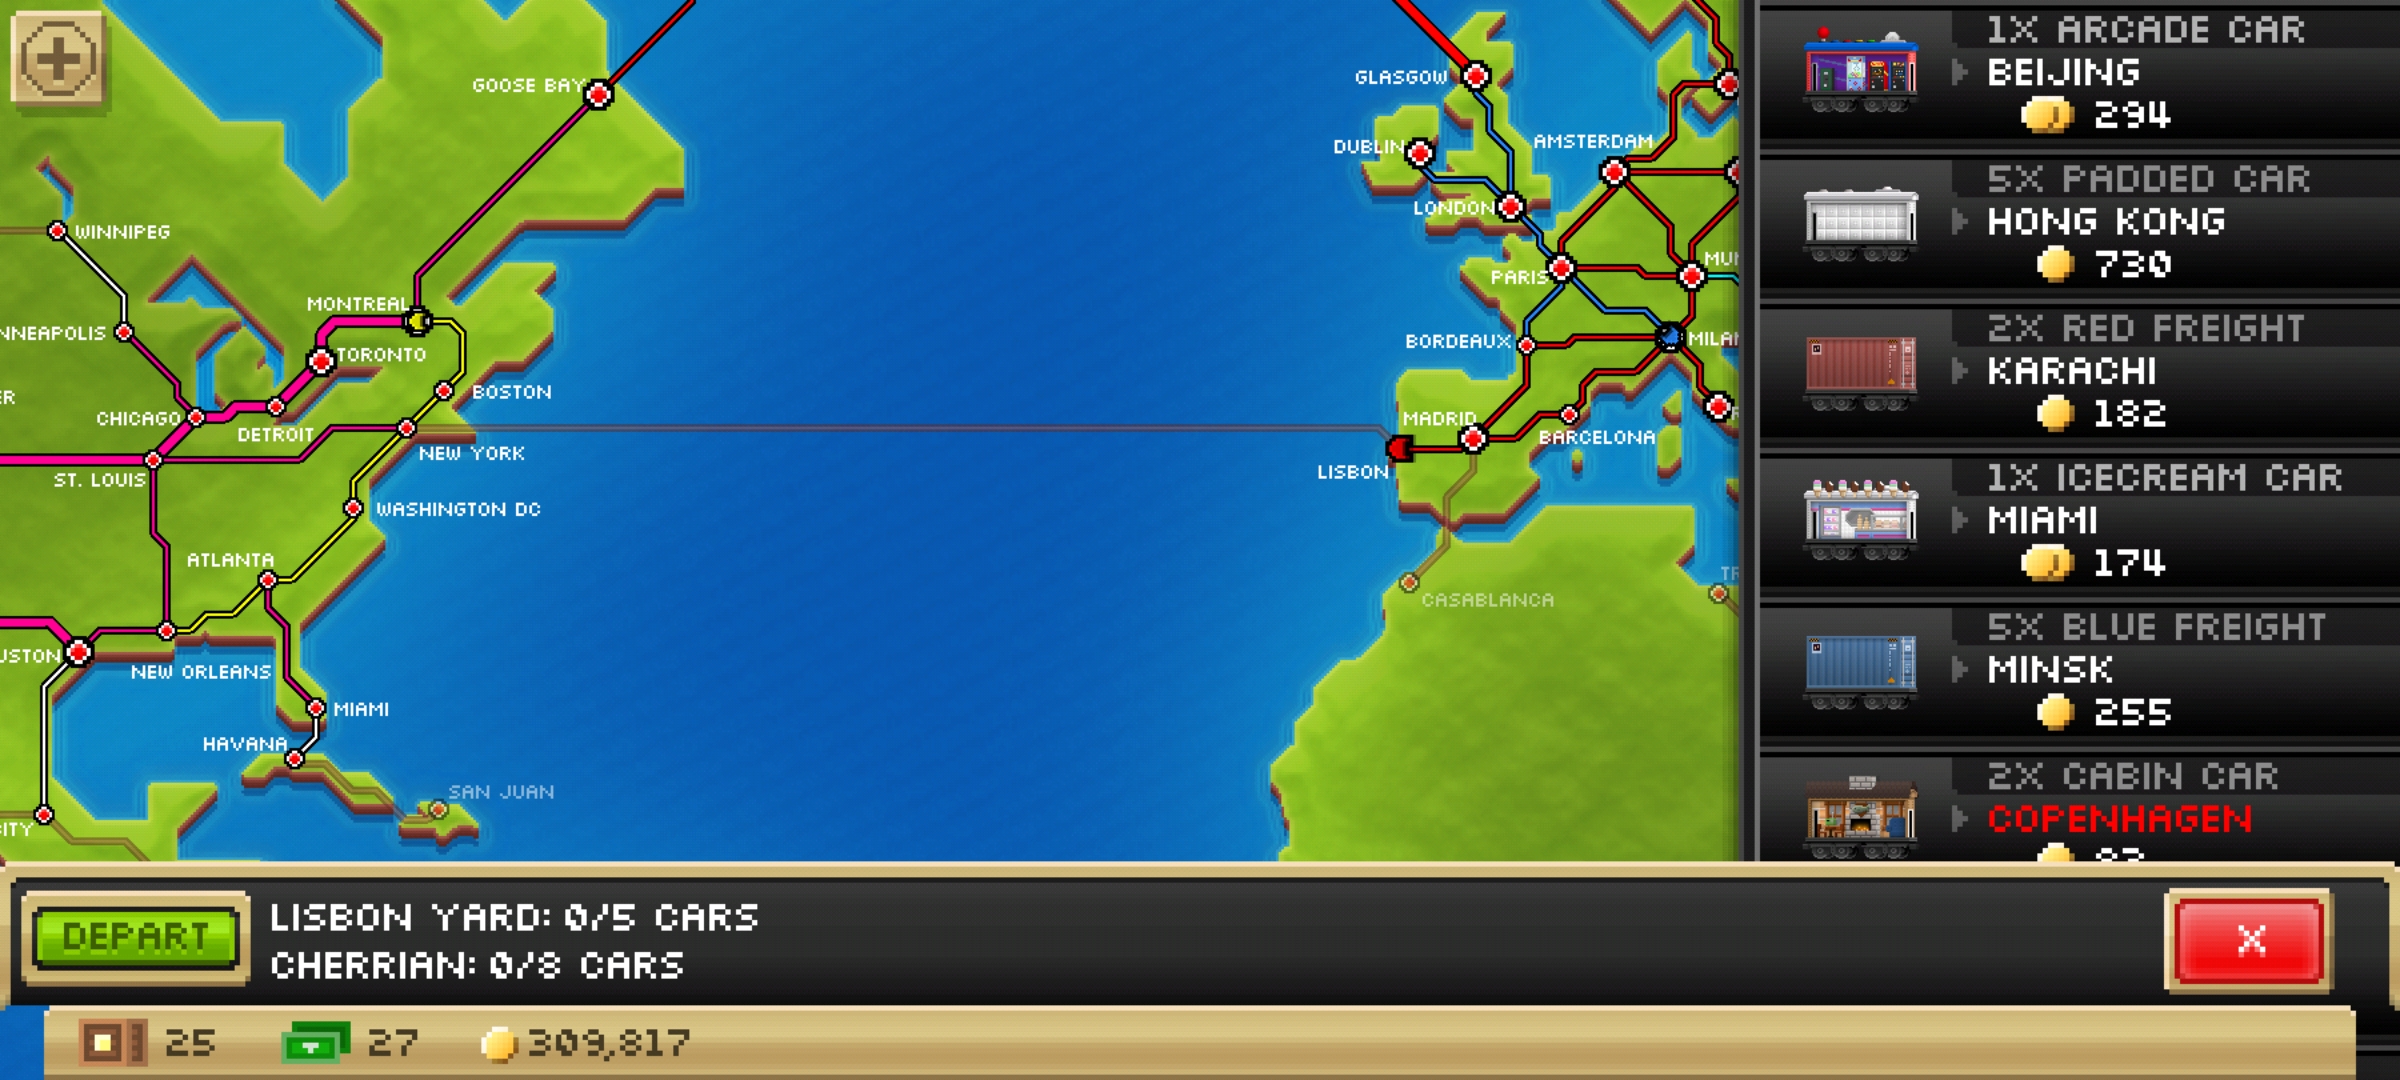 GOOSE BAY
WINNIPEG
MONTREAL
TORONTO
BOSTON
CHICAGO
DETROIT
NEW YORK
ST. LOUIS
WASHINGTON DC
ATLANTA
NEW ORLEANS
MIAMI
HAVANA
SAN JUAN
GLASGOW
DUBLIN
AMSTERDAM
LONDON
PARIS
BORDEAUX
MADRID
BARCELONA
LISBON
CASABLANCA
1X ARCADE CAR
BEIJING
294
5X PADDED CAR
HONG KONG
730
2X RED FREIGHT
KARACHI
182
1X ICECREAM CAR
MIAMI
174
5X BLUE FREIGHT
MINSK
255
2X CABIN CAR
COPENHAGEN
DEPART
LISBON YARD: 0/5 CARS
CHERRIAN: 0/8 CARS
X
25
27
309,817